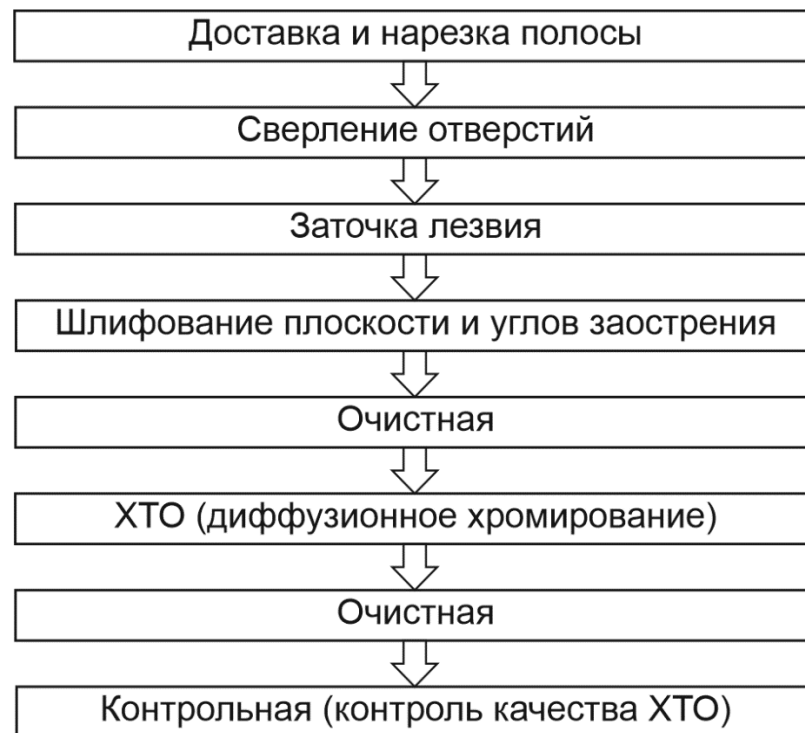 Доставка и нарезка полосы
Сверление отверстий
Заточка лезвия
Шлифование плоскости и углов заострения
Очистная
ХТО (диффузионное хромирование)
Очистная
Контрольная (контроль качества ХТО)